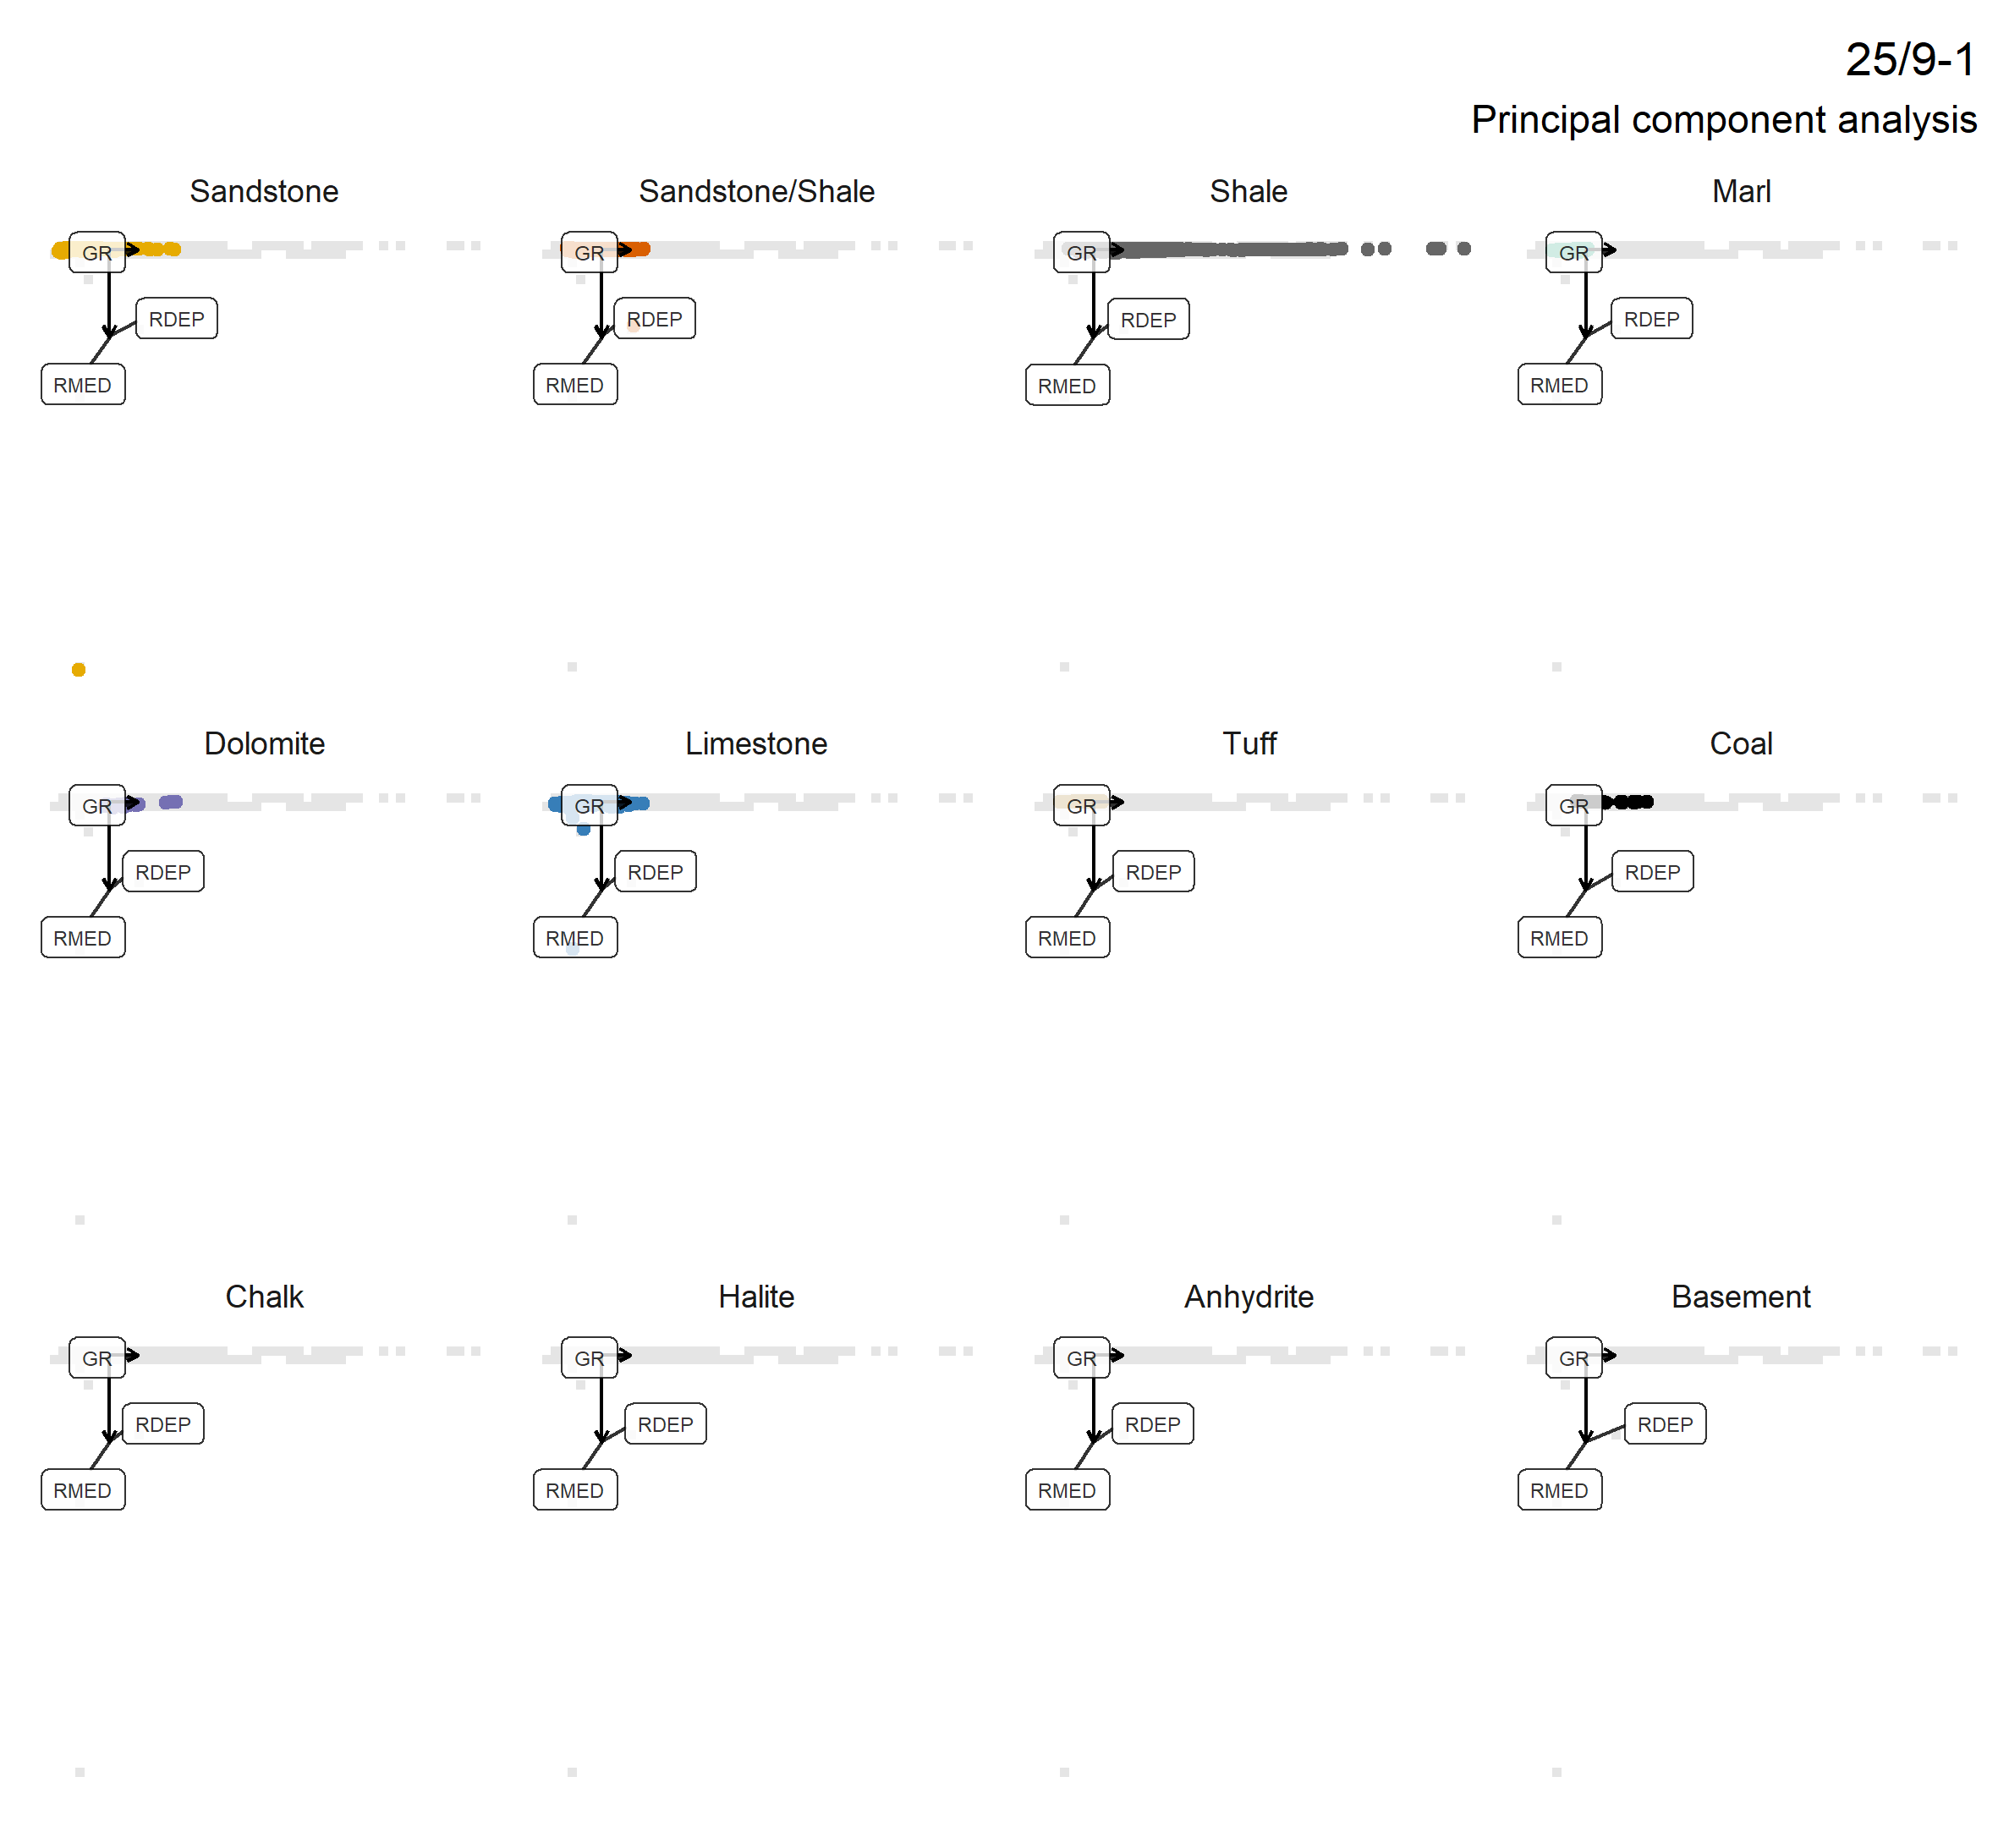 25/9-1
Principal component analysis
Sandstone
Sandstone/Shale
Shale
Marl
GR
GR
GR
GR
RDEP
RDEP
RDEP
RDEP
RMED
RMED
RMED
RMED
Dolomite
Limestone
Tuff
Coal
GR
GR
GR
GR
RDEP
RDEP
RDEP
RDEP
RMED
RMED
RMED
RMED
Chalk
Halite
Anhydrite
Basement
GR
GR
GR
GR
RDEP
RDEP
RDEP
RDEP
RMED
RMED
RMED
RMED